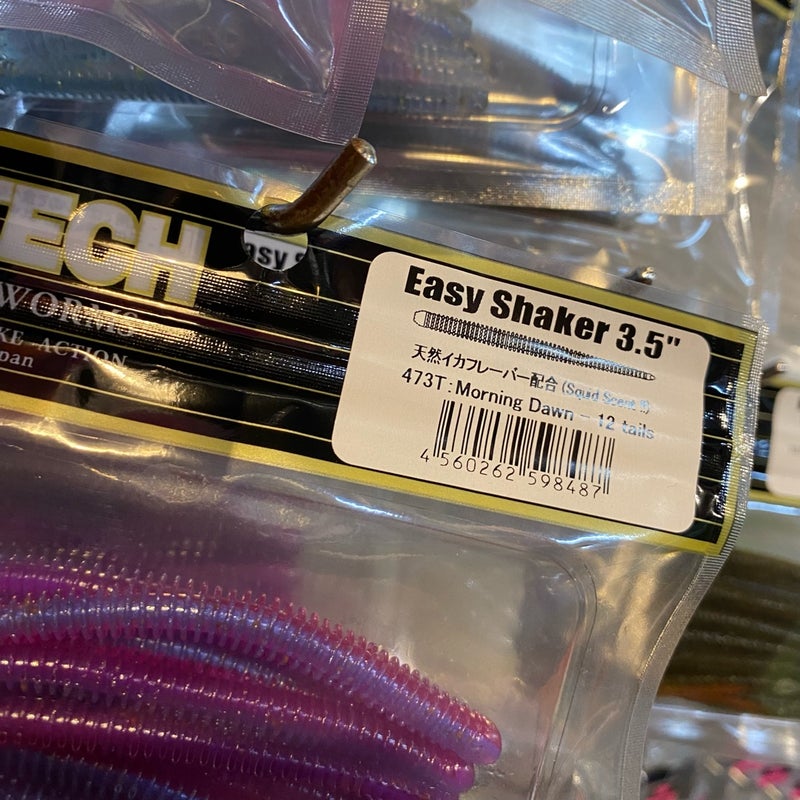 TECH
WORMS
KE-ACTION
pan
asy S
Easy Shaker 3.5"
天然イカフレーバー配合 (Squid Scent !!)
473T: Morning Dawn - 12 tails
4 560262 598487